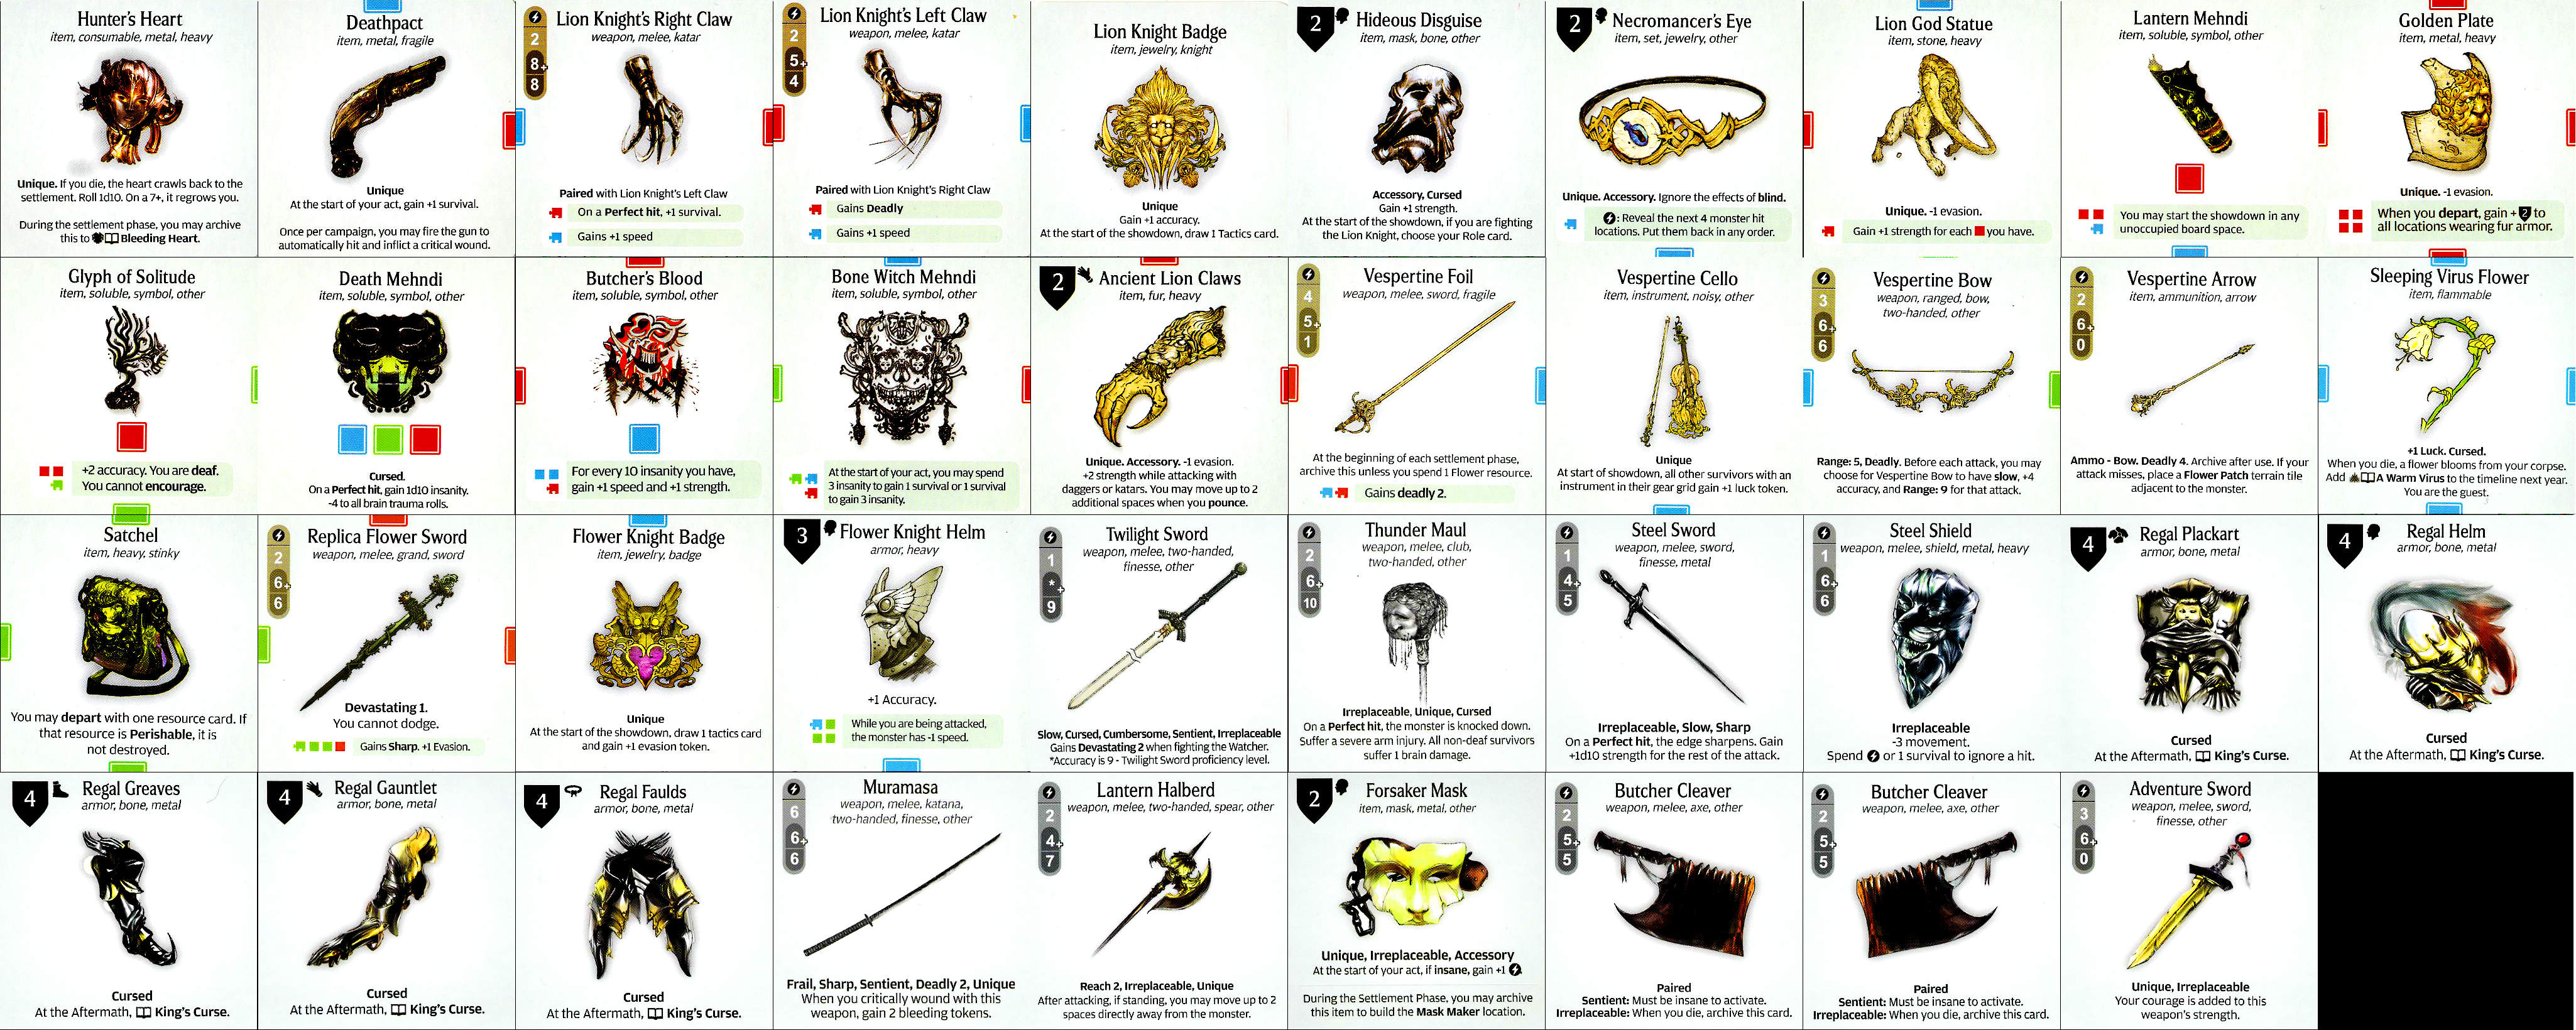 Hunter's Heart
item, consumable, metal, heavy
Unique. If you die, the heart crawls back to the
settlement. Roll 1d10. On a 7+, it regrows you.
During the settlement phase, you may archive
this to Bleeding Heart.
Deathpact
item, metal, fragile
Unique
At the start of your act, gain +1 survival.
Once per campaign, you may fire the gun to
automatically hit and inflict a critical wound.
2
8+
8
Lion Knight's Right Claw
weapon, melee, katar
Paired with Lion Knight's Left Claw
On a Perfect hit, +1 survival.
Gains +1 speed
2
5+
4
Lion Knight's Left Claw
weapon, melee, katar
Paired with Lion Knight's Right Claw
Gains Deadly
Gains +1 speed
Lion Knight Badge
item, jewelry, knight
Unique
Gain +1 accuracy.
At the start of the showdown, draw 1 Tactics card.
2
Hideous Disguise
item, mask, bone, other
Accessory, Cursed
Gain +1 strength.
At the start of the showdown, if you are fighting
the Lion Knight, choose your Role card.
2
Necromancer's Eye
item, set, jewelry, other
Unique. Accessory. Ignore the effects of blind.
: Reveal the next 4 monster hit
locations. Put them back in any order.
Lion God Statue
item, stone, heavy
Unique. -1 evasion.
Gain +1 strength for each you have.
Lantern Mehndi
item, soluble, symbol, other
You may start the showdown in any
unoccupied board space.
Golden Plate
item, metal, heavy
Unique. -1 evasion.
When you depart, gain +2 to
all locations wearing fur armor.
Glyph of Solitude
item, soluble, symbol, other
+2 accuracy. You are deaf.
You cannot encourage.
Death Mehndi
item, soluble, symbol, other
Cursed.
On a Perfect hit, gain 1d10 insanity.
-4 to all brain trauma rolls.
Butcher's Blood
item, soluble, symbol, other
For every 10 insanity you have,
gain +1 speed and +1 strength.
Bone Witch Mehndi
item, soluble, symbol, other
At the start of your act, you may spend
3 insanity to gain 1 survival or 1 survival
to gain 3 insanity.
2
Ancient Lion Claws
item, fur, heavy
Unique. Accessory. -1 evasion.
+2 strength while attacking with
daggers or katars. You may move up to 2
additional spaces when you pounce.
4
5+
1
Vespertine Foil
weapon, melee, sword, fragile
At the beginning of each settlement phase,
archive this unless you spend 1 Flower resource.
Gains deadly 2.
Vespertine Cello
item, instrument, noisy, other
Unique
At start of showdown, all other survivors with an
instrument in their gear grid gain +1 luck token.
3
6+
6
Vespertine Bow
weapon, ranged, bow,
two-handed, other
Range: 5, Deadly. Before each attack, you may
choose for Vespertine Bow to have slow, +4
accuracy, and Range: 9 for that attack.
2
6+
0
Vespertine Arrow
item, ammunition, arrow
Ammo - Bow. Deadly 4. Archive after use. If your
attack misses, place a Flower Patch terrain tile
adjacent to the monster.
Sleeping Virus Flower
item, flammable
+1 Luck. Cursed.
When you die, a flower blooms from your corpse.
Add A Warm Virus to the timeline next year.
You are the guest.
Satchel
item, heavy, stinky
You may depart with one resource card. If
that resource is Perishable, it is
not destroyed.
2
6+
6
Replica Flower Sword
weapon, melee, grand, sword
Devastating 1.
You cannot dodge.
Gains Sharp. +1 Evasion.
Flower Knight Badge
item, jewelry, badge
Unique
At the start of the showdown, draw 1 tactics card
and gain +1 evasion token.
3
Flower Knight Helm
armor, heavy
+1 Accuracy.
While you are being attacked,
the monster has -1 speed.
1
*+
9
Twilight Sword
weapon, melee, two-handed,
finesse, other
Slow, Cursed, Cumbersome, Sentient, Irreplaceable
Gains Devastating 2 when fighting the Watcher.
*Accuracy is 9 - Twilight Sword proficiency level.
2
6+
10
Thunder Maul
weapon, melee, club,
two-handed, other
Irreplaceable, Unique, Cursed
On a Perfect hit, the monster is knocked down.
Suffer a severe arm injury. All non-deaf survivors
suffer 1 brain damage.
1
4+
5
Steel Sword
weapon, melee, sword,
finesse, metal
Irreplaceable, Slow, Sharp
On a Perfect hit, the edge sharpens. Gain
+1d10 strength for the rest of the attack.
1
6+
6
Steel Shield
weapon, melee, shield, metal, heavy
Irreplaceable
-3 movement.
Spend or 1 survival to ignore a hit.
4
Regal Plackart
armor, bone, metal
Cursed
At the Aftermath, King's Curse.
4
Regal Helm
armor, bone, metal
Cursed
At the Aftermath, King's Curse.
4
Regal Greaves
armor, bone, metal
Cursed
At the Aftermath, King's Curse.
4
Regal Gauntlet
armor, bone, metal
Cursed
At the Aftermath, King's Curse.
4
Regal Faulds
armor, bone, metal
Cursed
At the Aftermath, King's Curse.
6
6+
6
Muramasa
weapon, melee, katana,
two-handed, finesse, other
Frail, Sharp, Sentient, Deadly 2, Unique
When you critically wound with this
weapon, gain 2 bleeding tokens.
2
4+
7
Lantern Halberd
weapon, melee, two-handed, spear, other
Reach 2, Irreplaceable, Unique
After attacking, if standing, you may move up to 2
spaces directly away from the monster.
2
Forsaker Mask
item, mask, metal, other
Unique, Irreplaceable, Accessory
At the start of your act, if insane, gain +1
During the Settlement Phase, you may archive
this item to build the Mask Maker location.
2
5+
5
Butcher Cleaver
weapon, melee, axe, other
Paired
Sentient: Must be insane to activate.
Irreplaceable: When you die, archive this card.
2
5+
5
Butcher Cleaver
weapon, melee, axe, other
Paired
Sentient: Must be insane to activate.
Irreplaceable: When you die, archive this card.
3
6+
0
Adventure Sword
weapon, melee, sword,
finesse, other
Unique, Irreplaceable
Your courage is added to this
weapon's strength.